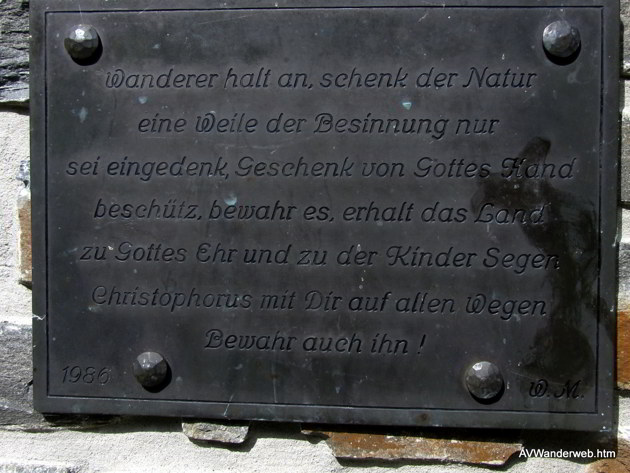 Wanderer halt an, schenk der Natur
eine Weile der Besinnung nur
sei eingedenk, Geschenk von Gottes Hand
beschütz, bewahr es, erhalt das Land
zu Gottes Ehr und zu der Kinder Segen
Christophorus mit Dir auf allen Wegen
Bewahr auch ihn !
1986 W. M.
AVWanderweb.htm